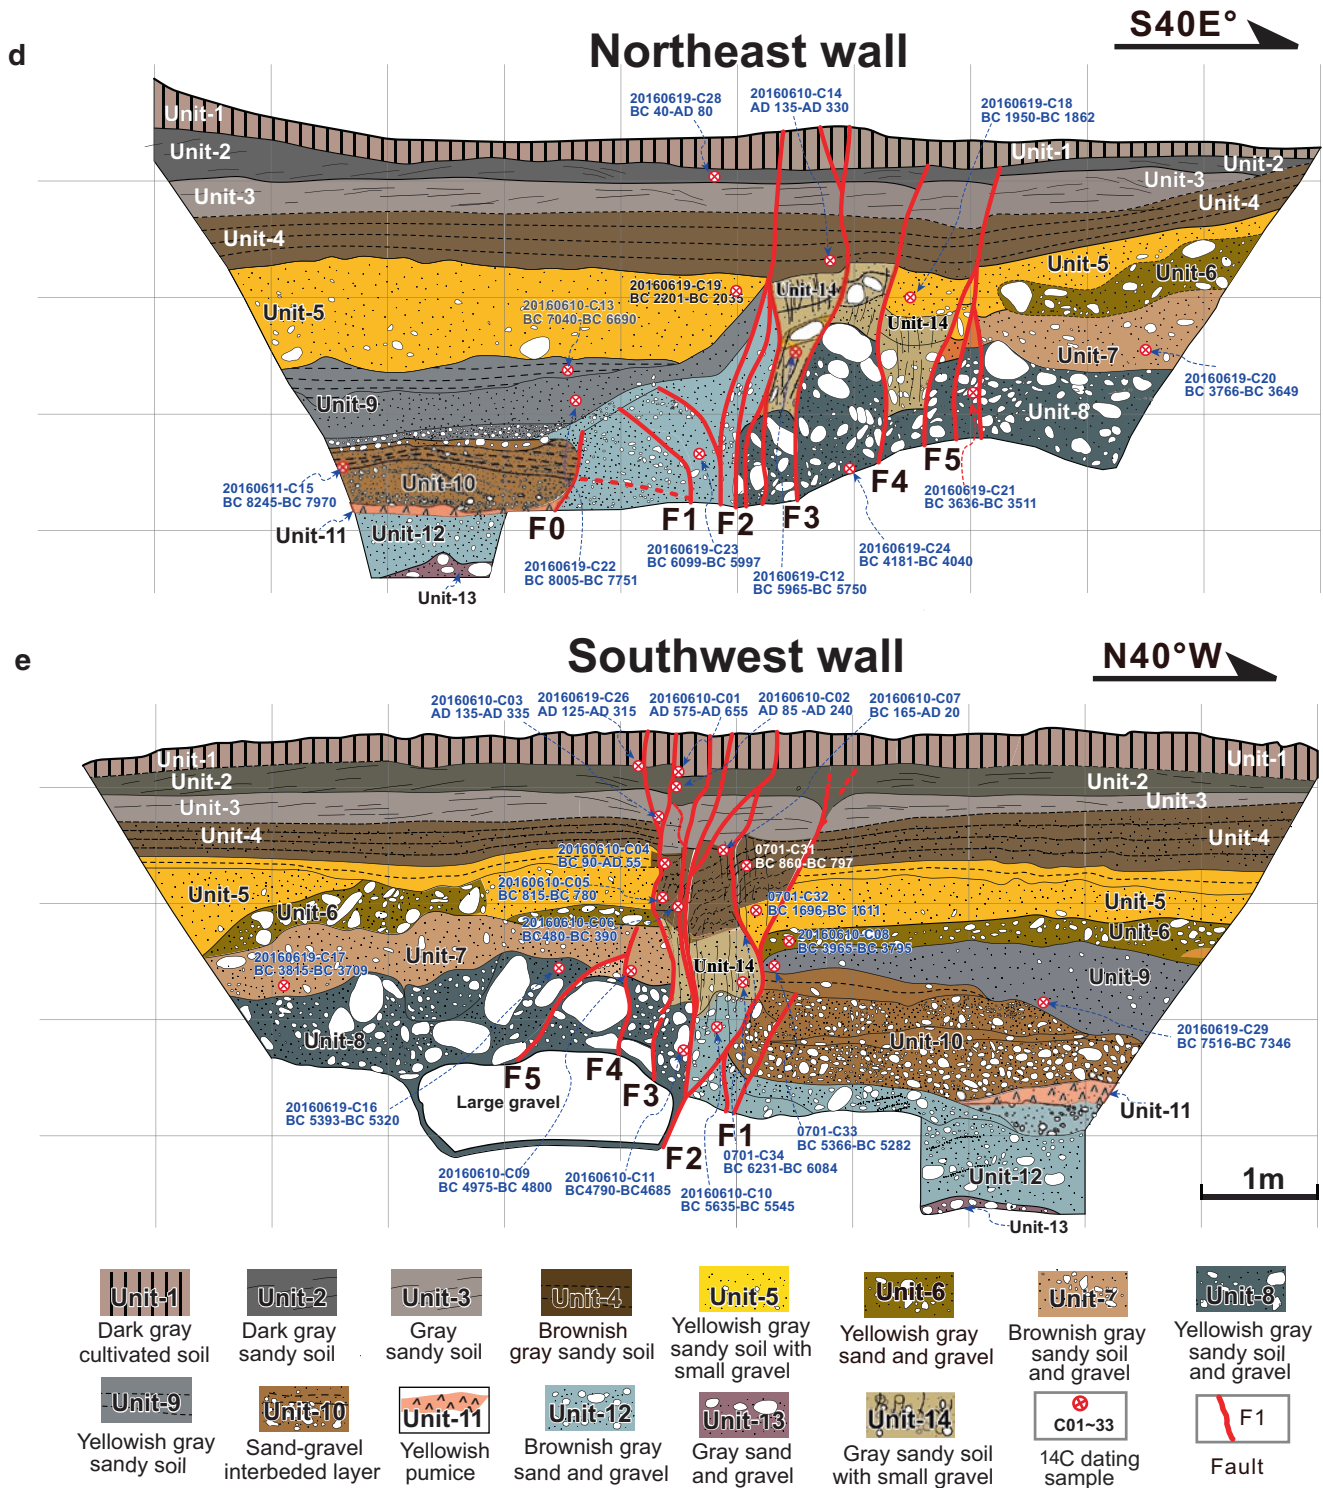 d
Northeast wall
S40E°
20160619-C28
BC 40-AD 80
20160610-C14
AD 135-AD 330
20160619-C18
BC 1950-BC 1862
Unit-1
Unit-2
Unit-3
Unit-4
Unit-5
Unit-1
Unit-2
Unit-3
Unit-4
Unit-5
Unit-6
20160619-C19
BC 2201-BC 2035
20160610-C13
BC 7040-BC 6690
Unit-14
Unit-14
Unit-7
20160619-C20
BC 3766-BC 3649
Unit-9
Unit-8
20160611-C15
BC 8245-BC 7970
Unit-10
Unit-11
Unit-12
Unit-13
F0
F1
F2
F3
F4
F5
20160619-C21
BC 3636-BC 3511
20160619-C22
BC 8005-BC 7751
20160619-C23
BC 6099-BC 5997
20160619-C12
BC 5965-BC 5750
20160619-C24
BC 4181-BC 4040
e
Southwest wall
N40°W
20160610-C03
AD 135-AD 335
20160619-C26
AD 125-AD 315
20160610-C01
AD 575-AD 655
20160610-C02
AD 85 -AD 240
20160610-C07
BC 165-AD 20
Unit-1
Unit-2
Unit-3
Unit-4
Unit-1
Unit-2
Unit-3
Unit-4
20160610-C04
BC 90-AD 55
0701-C31
BC 860-BC 797
20160610-C05
BC 815-BC 780
0701-C32
BC 1696-BC 1611
Unit-5
Unit-6
20160610-C06
BC480-BC 390
20160610-C08
BC 3965-BC 3795
Unit-5
Unit-6
20160619-C17
BC 3815-BC 3709
Unit-7
Unit-14
Unit-9
Unit-8
Unit-10
20160619-C29
BC 7516-BC 7346
F5
F4
F3
Large gravel
Unit-11
20160619-C16
BC 5393-BC 5320
F2
F1
0701-C33
BC 5366-BC 5282
0701-C34
BC 6231-BC 6084
20160610-C09
BC 4975-BC 4800
20160610-C11
BC4790-BC4685
20160610-C10
BC 5635-BC 5545
Unit-12
Unit-13
1m
Unit-1
Dark gray
cultivated soil
Unit-2
Dark gray
sandy soil
Unit-3
Gray
sandy soil
Unit-4
Brownish
gray sandy soil
Unit-5
Yellowish gray
sandy soil with
small gravel
Unit-6
Yellowish gray
sand and gravel
Unit-7
Brownish gray
sandy soil
and gravel
Unit-8
Yellowish gray
sandy soil
and gravel
Unit-9
Yellowish gray
sandy soil
Unit-10
Sand-gravel
interbeded layer
Unit-11
Yellowish
pumice
Unit-12
Brownish gray
sand and gravel
Unit-13
Gray sand
and gravel
Unit-14
Gray sandy soil
with small gravel
C01~33
14C dating
sample
F1
Fault